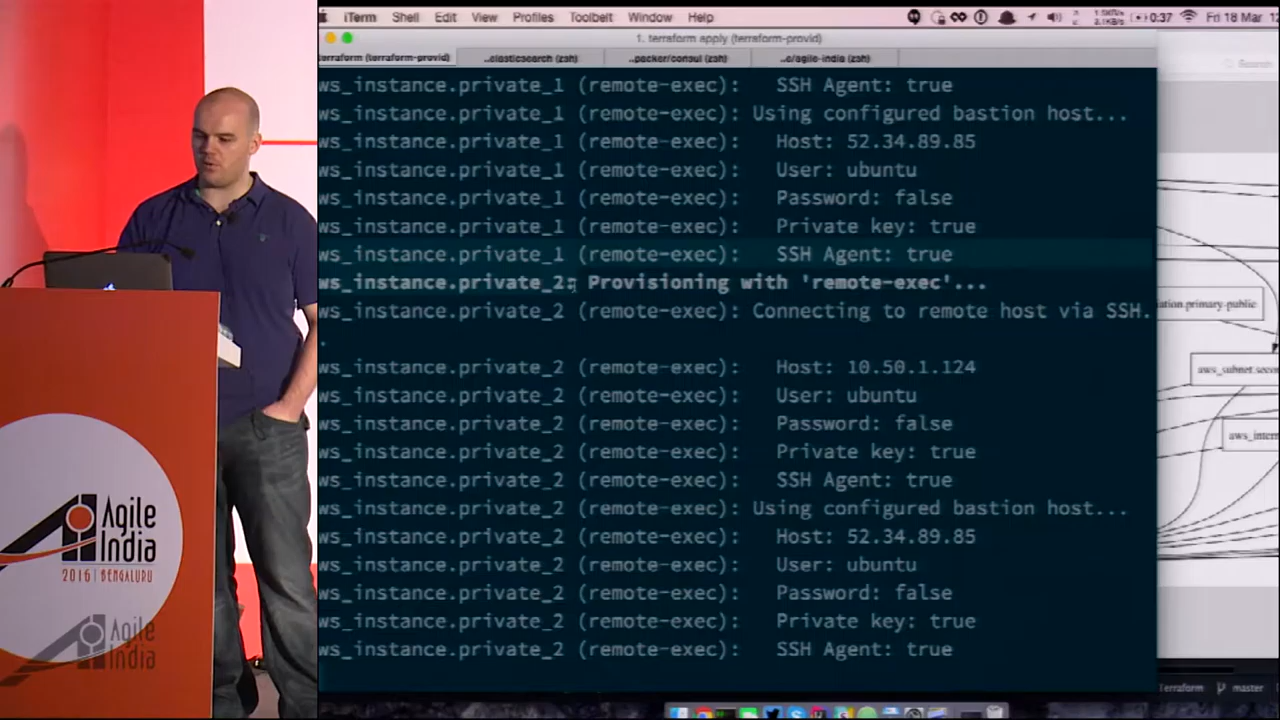 iTerm Shell Edit View Profiles Toolbelt Window Help
0:37 Fri 18 Mar
1. terraform apply (terraform-provid)
terraform (terraform-provid) ..elasticsearch (zsh) ..packer/consul (zsh) ..e/agile-india (zsh)
ws_instance.private_1 (remote-exec): SSH Agent: true
ws_instance.private_1 (remote-exec): Using configured bastion host...
ws_instance.private_1 (remote-exec): Host: 52.34.89.85
ws_instance.private_1 (remote-exec): User: ubuntu
ws_instance.private_1 (remote-exec): Password: false
ws_instance.private_1 (remote-exec): Private key: true
ws_instance.private_1 (remote-exec): SSH Agent: true
ws_instance.private_2: Provisioning with 'remote-exec'...
ws_instance.private_2 (remote-exec): Connecting to remote host via SSH.
.
ws_instance.private_2 (remote-exec): Host: 10.50.1.124
ws_instance.private_2 (remote-exec): User: ubuntu
ws_instance.private_2 (remote-exec): Password: false
ws_instance.private_2 (remote-exec): Private key: true
ws_instance.private_2 (remote-exec): SSH Agent: true
ws_instance.private_2 (remote-exec): Using configured bastion host...
ws_instance.private_2 (remote-exec): Host: 52.34.89.85
ws_instance.private_2 (remote-exec): User: ubuntu
ws_instance.private_2 (remote-exec): Password: false
ws_instance.private_2 (remote-exec): Private key: true
ws_instance.private_2 (remote-exec): SSH Agent: true
Search
iation.primary-public
aws_subnet.secon
aws_intern
Terraform master
Agile
India
2016 | BENGALURU
Agile
India